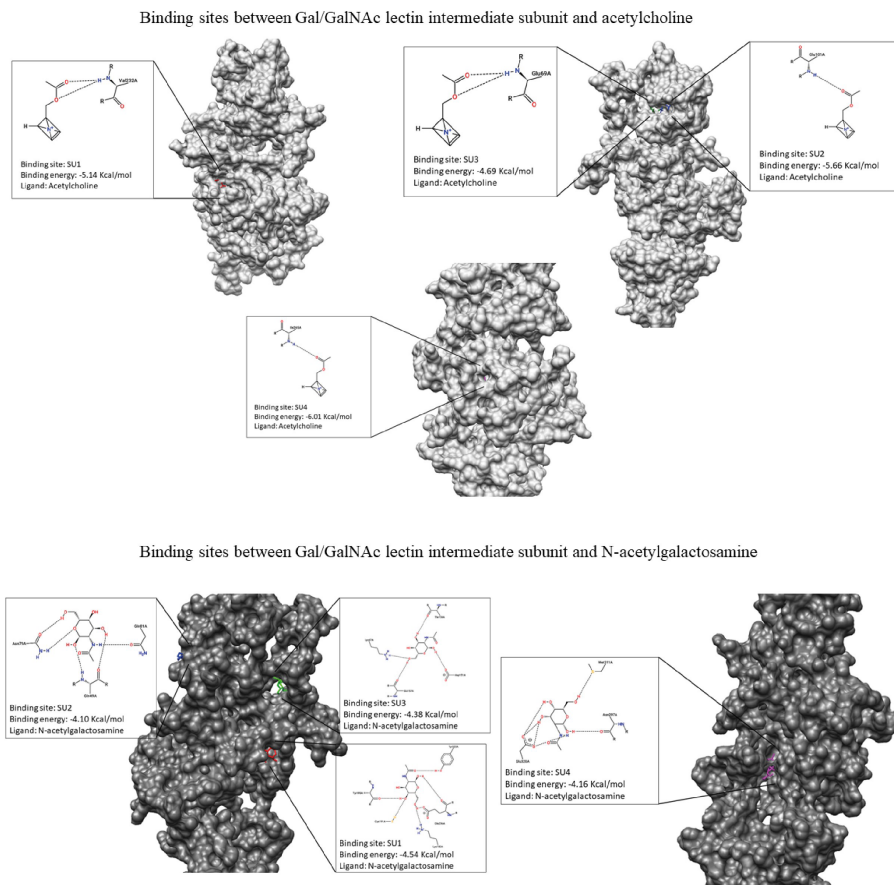 Binding sites between Gal/GalNAc lectin intermediate subunit and acetylcholine
Binding site: SU1
Binding energy: -5.14 Kcal/mol
Ligand: Acetylcholine
Glu69A
Binding site: SU3
Binding energy: -4.69 Kcal/mol
Ligand: Acetylcholine
Binding site: SU2
Binding energy: -5.66 Kcal/mol
Ligand: Acetylcholine
Binding site: SU4
Binding energy: -6.01 Kcal/mol
Ligand: Acetylcholine
Binding sites between Gal/GalNAc lectin intermediate subunit and N-acetylgalactosamine
Binding site: SU2
Binding energy: -4.10 Kcal/mol
Ligand: N-acetylgalactosamine
Binding site: SU3
Binding energy: -4.38 Kcal/mol
Ligand: N-acetylgalactosamine
Binding site: SU4
Binding energy: -4.16 Kcal/mol
Ligand: N-acetylgalactosamine
Binding site: SU1
Binding energy: -4.54 Kcal/mol
Ligand: N-acetylgalactosamine